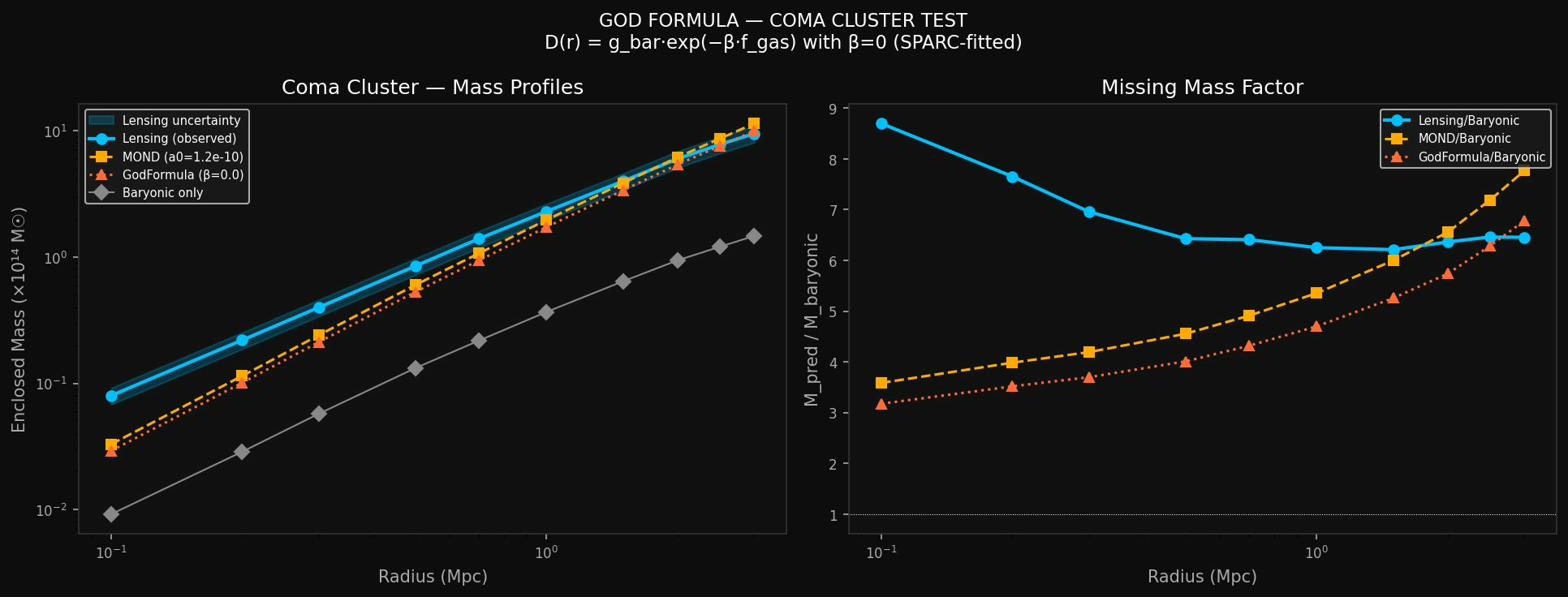 GOD FORMULA — COMA CLUSTER TEST
D(r) = g_bar·exp(−β·f_gas) with β=0 (SPARC-fitted)
Coma Cluster — Mass Profiles
Lensing uncertainty
Lensing (observed)
MOND (a0=1.2e-10)
GodFormula (β=0.0)
Baryonic only
10¹
10⁰
10⁻¹
10⁻²
Enclosed Mass (×10¹⁴ M☉)
10⁻¹
10⁰
Radius (Mpc)
Missing Mass Factor
Lensing/Baryonic
MOND/Baryonic
GodFormula/Baryonic
9
8
7
6
5
4
3
2
1
M_pred / M_baryonic
10⁻¹
10⁰
Radius (Mpc)